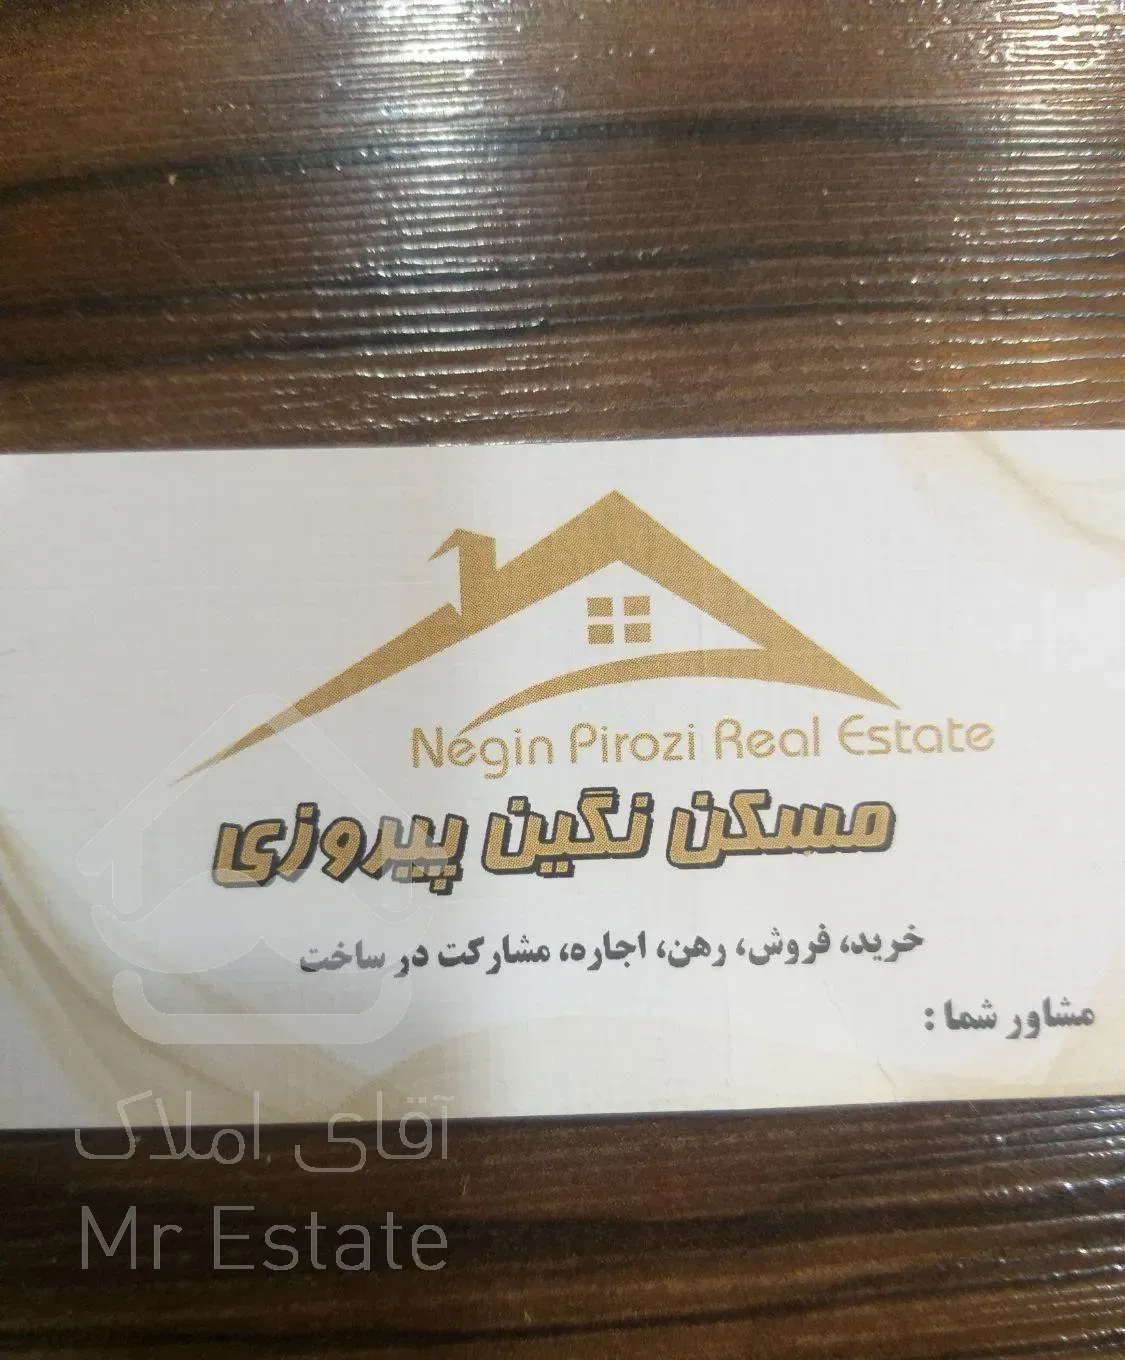 Negin Pirozi Real Estate
مسکن نگین پیروزی
خرید، فروش، رهن، اجاره، مشارکت در ساخت
مشاور شما :
آقای املاک
Mr Estate